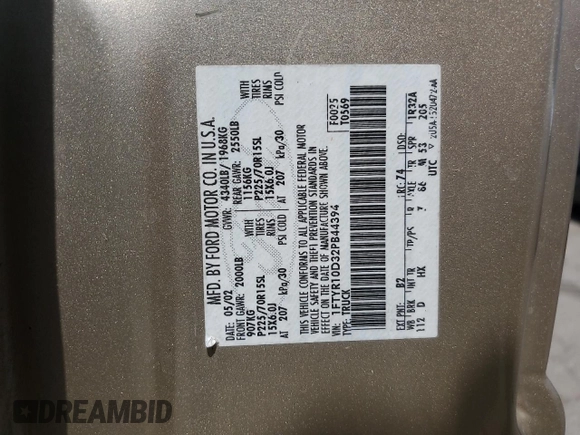 MFD. BY FORD MOTOR CO. IN U.S.A.
DATE: 05/02 GVWR: 4340LB/ 1968KG
FRONT GAWR: 2000LB REAR GAWR: 2550LB
907KG 1156KG WITH
P225/70R15SL P225/70R15SL TIRES
15X6.0J 15X6.0J RIMS
AT 207 kPa/30 PSI COLD AT 207 kPa/30 PSI COLD
THIS VEHICLE CONFORMS TO ALL APPLICABLE FEDERAL MOTOR
VEHICLE SAFETY AND THEFT PREVENTION STANDARDS IN
EFFECT ON THE DATE OF MANUFACTURE SHOWN ABOVE.
VIN: 1FTYR10D32PB44394
TYPE: TRUCK
F0025
T0569
EXT PNT: B2 RC: 74 DSO:
WB BRK INT TR TP/PS R AXLE TR SPR 1R32A
112 D HX 7 86 M 53 205
UTC
DREAMBID